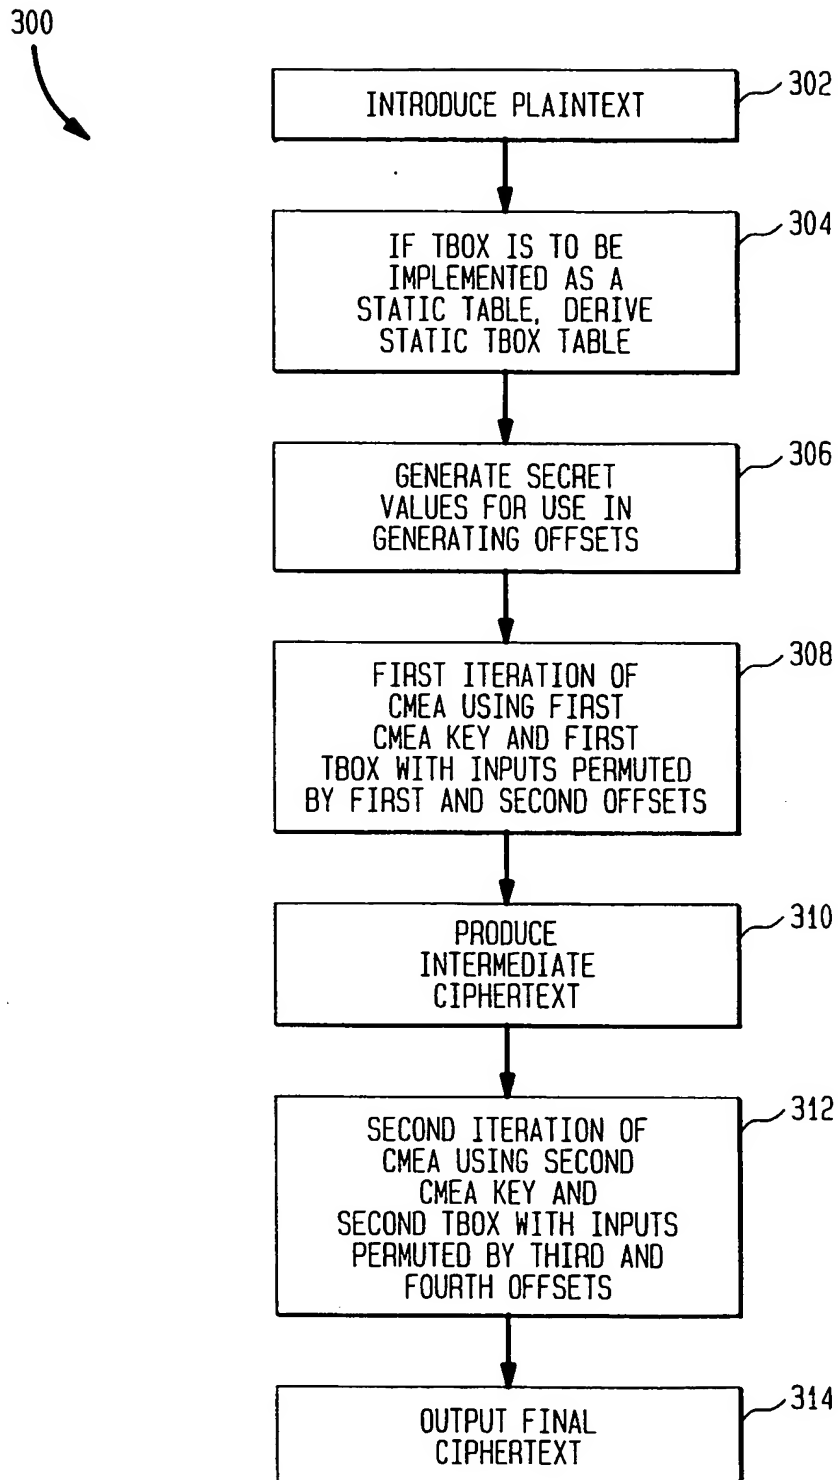 300
302
INTRODUCE PLAINTEXT
304
IF TBOX IS TO BE
IMPLEMENTED AS A
STATIC TABLE, DERIVE
STATIC TBOX TABLE
306
GENERATE SECRET
VALUES FOR USE IN
GENERATING OFFSETS
308
FIRST ITERATION OF
CMEA USING FIRST
CMEA KEY AND FIRST
TBOX WITH INPUTS PERMUTED
BY FIRST AND SECOND OFFSETS
310
PRODUCE
INTERMEDIATE
CIPHERTEXT
312
SECOND ITERATION OF
CMEA USING SECOND
CMEA KEY AND
SECOND TBOX WITH INPUTS
PERMUTED BY THIRD AND
FOURTH OFFSETS
314
OUTPUT FINAL
CIPHERTEXT